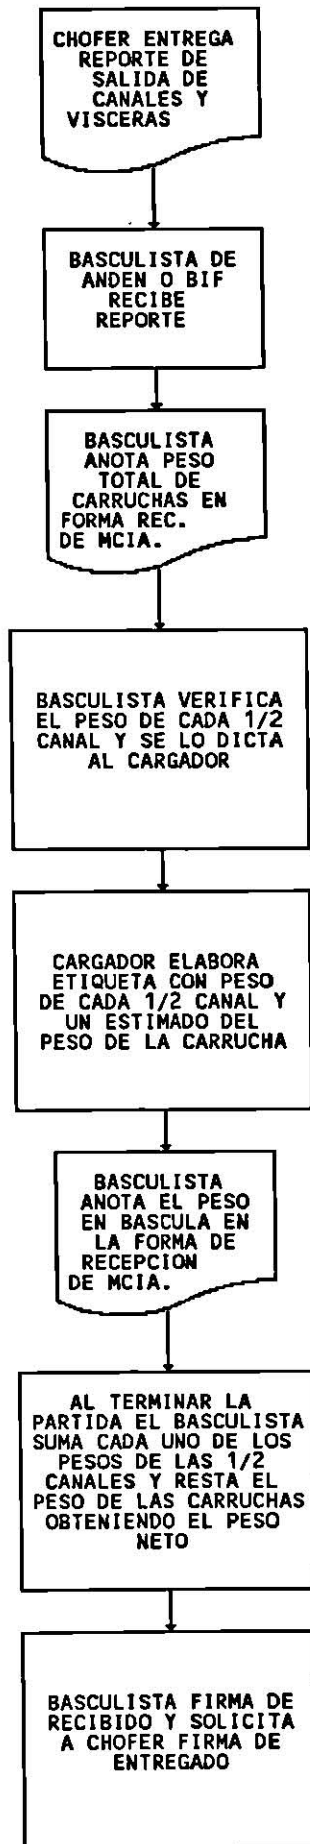 CHOFER ENTREGA
REPORTE DE
SALIDA DE
CANALES Y
VISCERAS
BASCULISTA DE
ANDEN O BIF
RECIBE
REPORTE
BASCULISTA
ANOTA PESO
TOTAL DE
CARRUCHAS EN
FORMA REC.
DE MCIA.
BASCULISTA VERIFICA
EL PESO DE CADA 1/2
CANAL Y SE LO DICTA
AL CARGADOR
CARGADOR ELABORA
ETIQUETA CON PESO
DE CADA 1/2 CANAL Y
UN ESTIMADO DEL
PESO DE LA CARRUCHA
BASCULISTA
ANOTA EL PESO
EN BASCULA EN
LA FORMA DE
RECEPCION
DE MCIA.
AL TERMINAR LA
PARTIDA EL BASCULISTA
SUMA CADA UNO DE LOS
PESOS DE LAS 1/2
CANALES Y RESTA EL
PESO DE LAS CARRUCHAS
OBTENIENDO EL PESO
NETO
BASCULISTA FIRMA DE
RECIBIDO Y SOLICITA
A CHOFER FIRMA DE
ENTREGADO